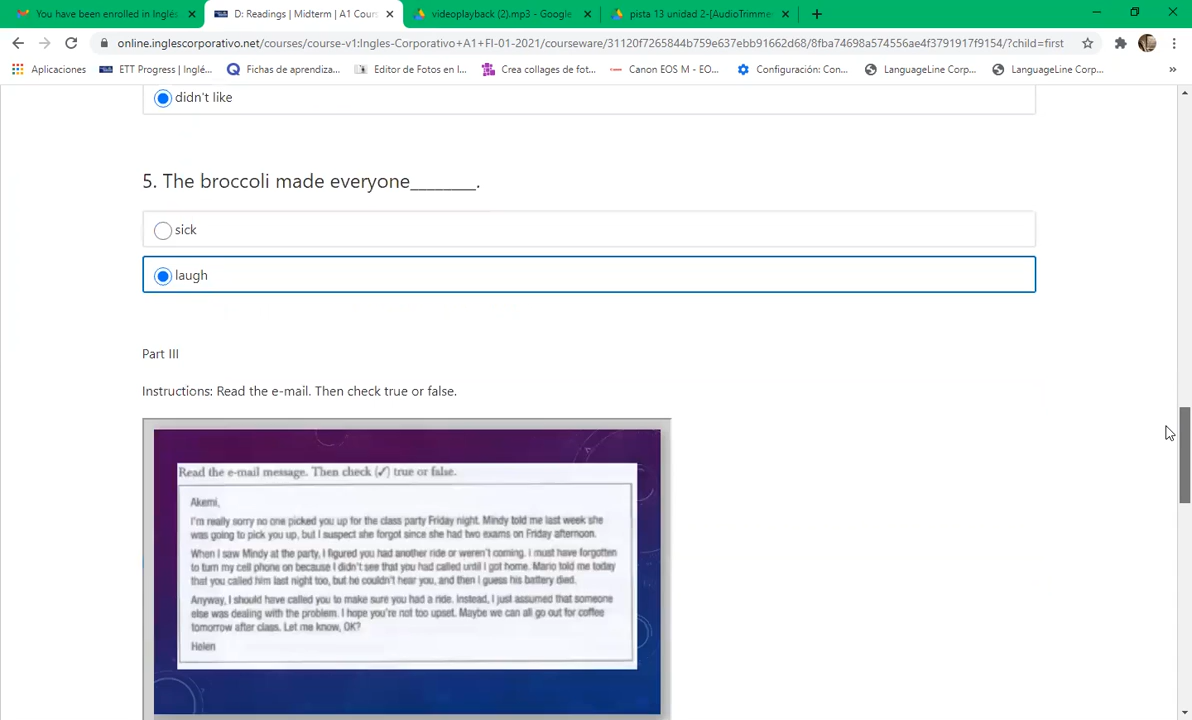 You have been enrolled in Inglés
D: Readings | Midterm | A1 Cours
videoplayback (2).mp3 - Google
pista 13 unidad 2-[AudioTrimme
online.inglescorporativo.net/courses/course-v1:Ingles-Corporativo+A1+FI-01-2021/courseware/31120f7265844b759e637ebb91662d68/8fba74698a574556ae4f3791917f9154/?child=first
Aplicaciones
ETT Progress | Inglé...
Fichas de aprendiza...
Editor de Fotos en l...
Crea collages de fot...
Canon EOS M - EO...
Configuración: Con...
LanguageLine Corp...
LanguageLine Corp...
didn't like
5. The broccoli made everyone________.
sick
laugh
Part III
Instructions: Read the e-mail. Then check true or false.
Read the e-mail message. Then check (✓) true or false.
Akemi,
I'm really sorry no one picked you up for the class party Friday night. Mindy told me last week she
was going to pick you up, but I suspect she forgot since she had two exams on Friday afternoon.
When I saw Mindy at the party, I figured you had another ride or weren't coming. I must have forgotten
to turn my cell phone on because I didn't see that you had called until I got home. Mario told me today
that you called him last night too, but he couldn't hear you, and then I guess his battery died.
Anyway, I should have called you to make sure you had a ride. Instead, I just assumed that someone
else was dealing with the problem. I hope you're not too upset. Maybe we can all go out for coffee
tomorrow after class. Let me know, OK?
Helen